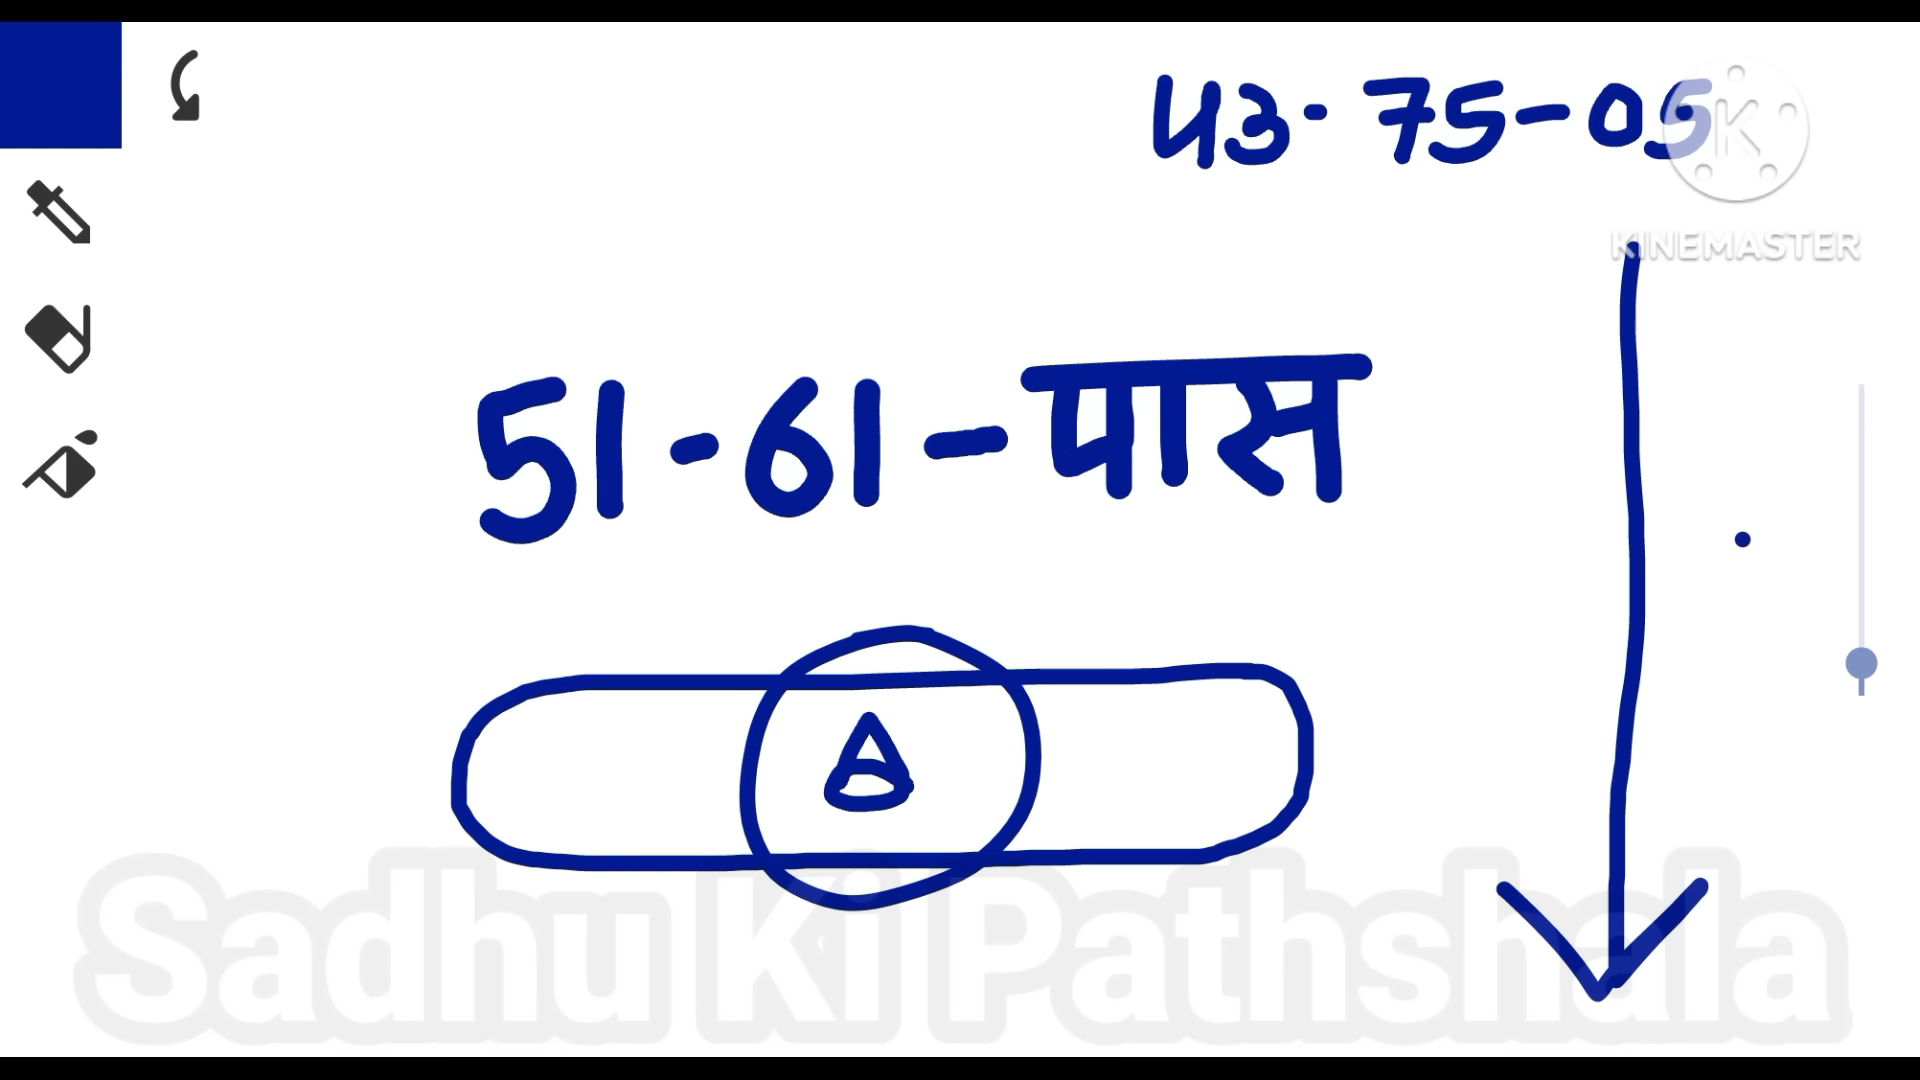 43-75-05
K
KINEMASTER
51-61-पास
Sadhu Ki Pathshala